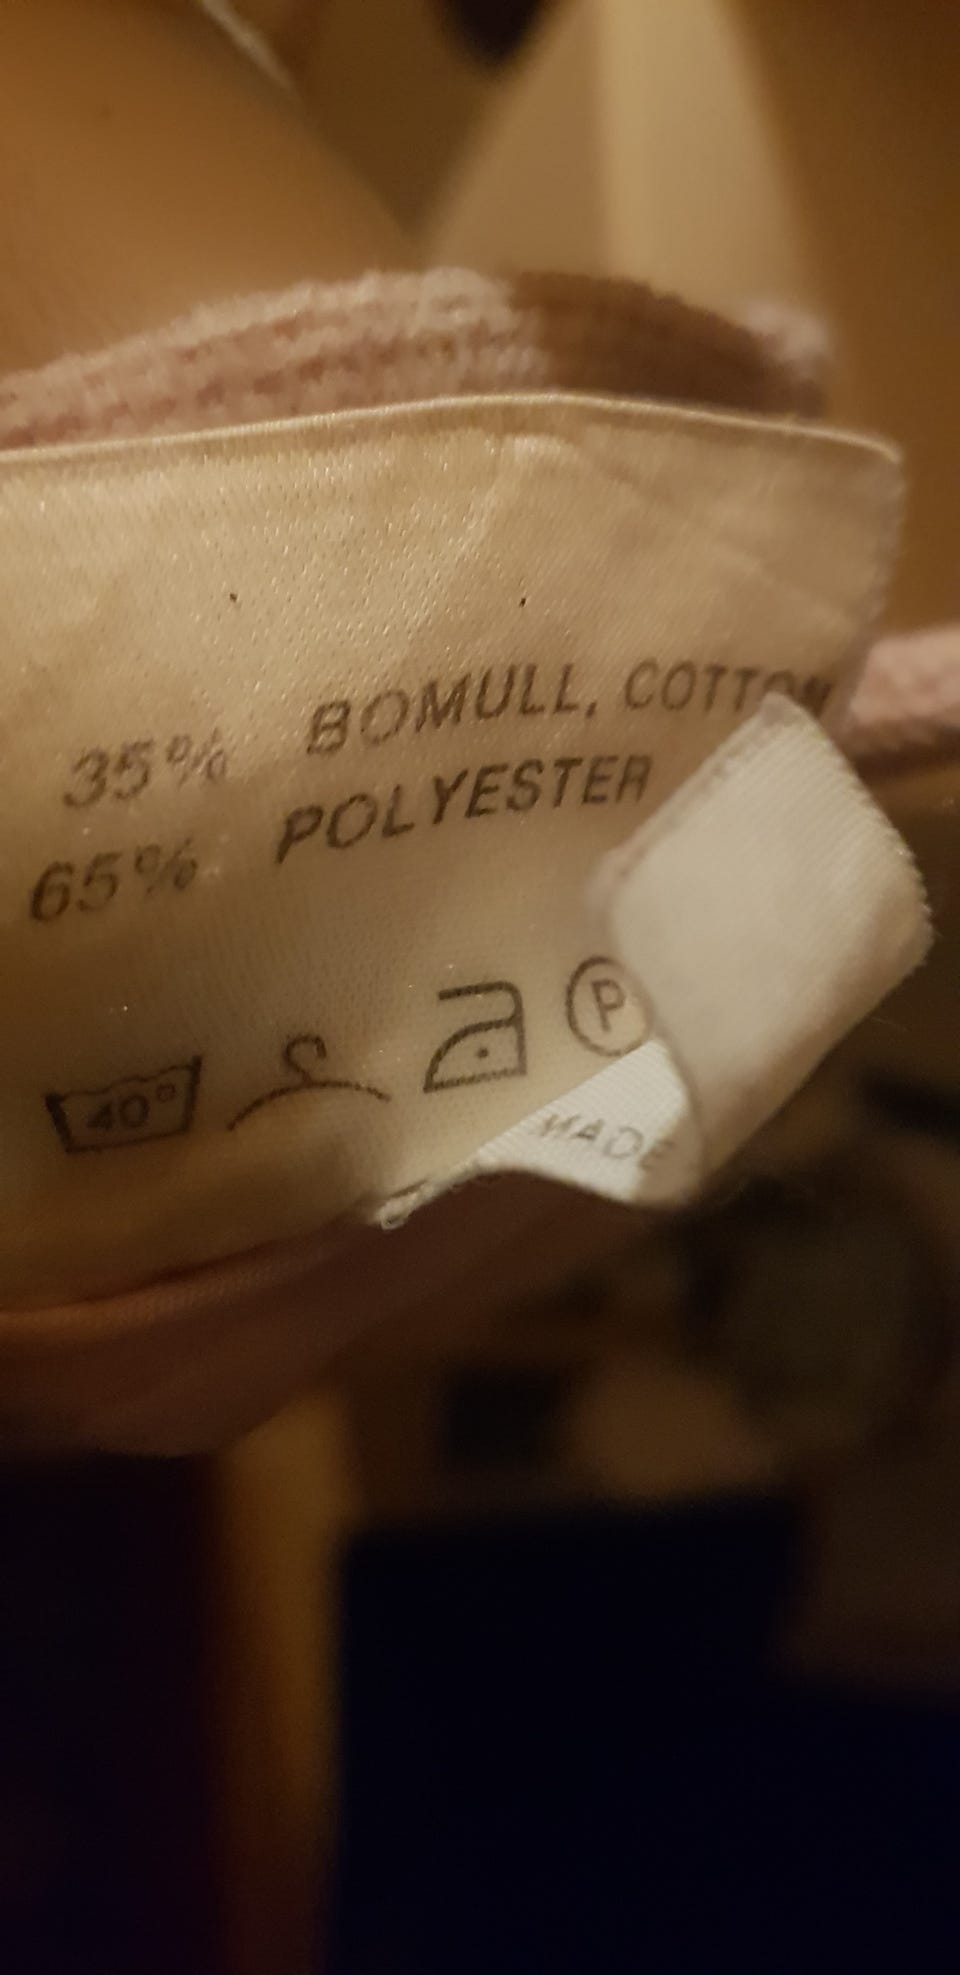 35% BOMULL, COTTON
65% POLYESTER
40° P
MADE